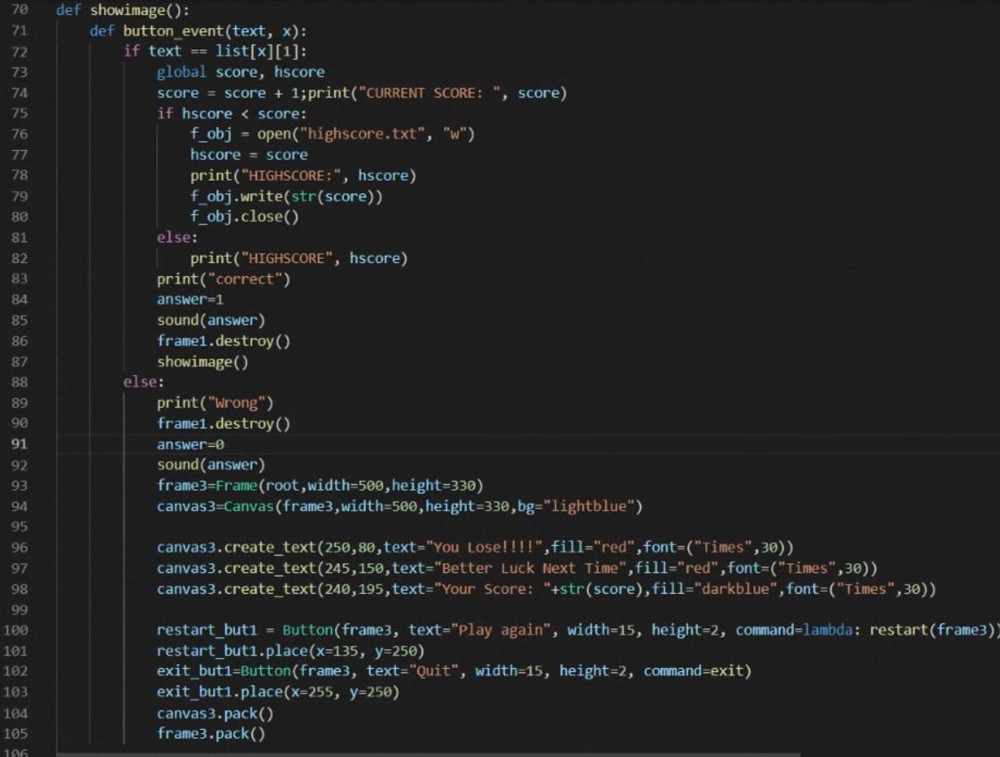 70 def showimage():
71     def button_event(text, x):
72         if text == list[x][1]:
73             global score, hscore
74             score = score + 1;print("CURRENT SCORE: ", score)
75             if hscore < score:
76                 f_obj = open("highscore.txt", "w")
77                 hscore = score
78                 print("HIGHSCORE:", hscore)
79                 f_obj.write(str(score))
80                 f_obj.close()
81             else:
82                 print("HIGHSCORE", hscore)
83             print("correct")
84             answer=1
85             sound(answer)
86             frame1.destroy()
87             showimage()
88         else:
89             print("Wrong")
90             frame1.destroy()
91             answer=0
92             sound(answer)
93             frame3=Frame(root,width=500,height=330)
94             canvas3=Canvas(frame3,width=500,height=330,bg="lightblue")
95
96             canvas3.create_text(250,80,text="You Lose!!!!",fill="red",font=("Times",30))
97             canvas3.create_text(245,150,text="Better Luck Next Time",fill="red",font=("Times",30))
98             canvas3.create_text(240,195,text="Your Score: "+str(score),fill="darkblue",font=("Times",30))
99
100             restart_but1 = Button(frame3, text="Play again", width=15, height=2, command=lambda: restart(frame3))
101             restart_but1.place(x=135, y=250)
102             exit_but1=Button(frame3, text="Quit", width=15, height=2, command=exit)
103             exit_but1.place(x=255, y=250)
104             canvas3.pack()
105             frame3.pack()
106